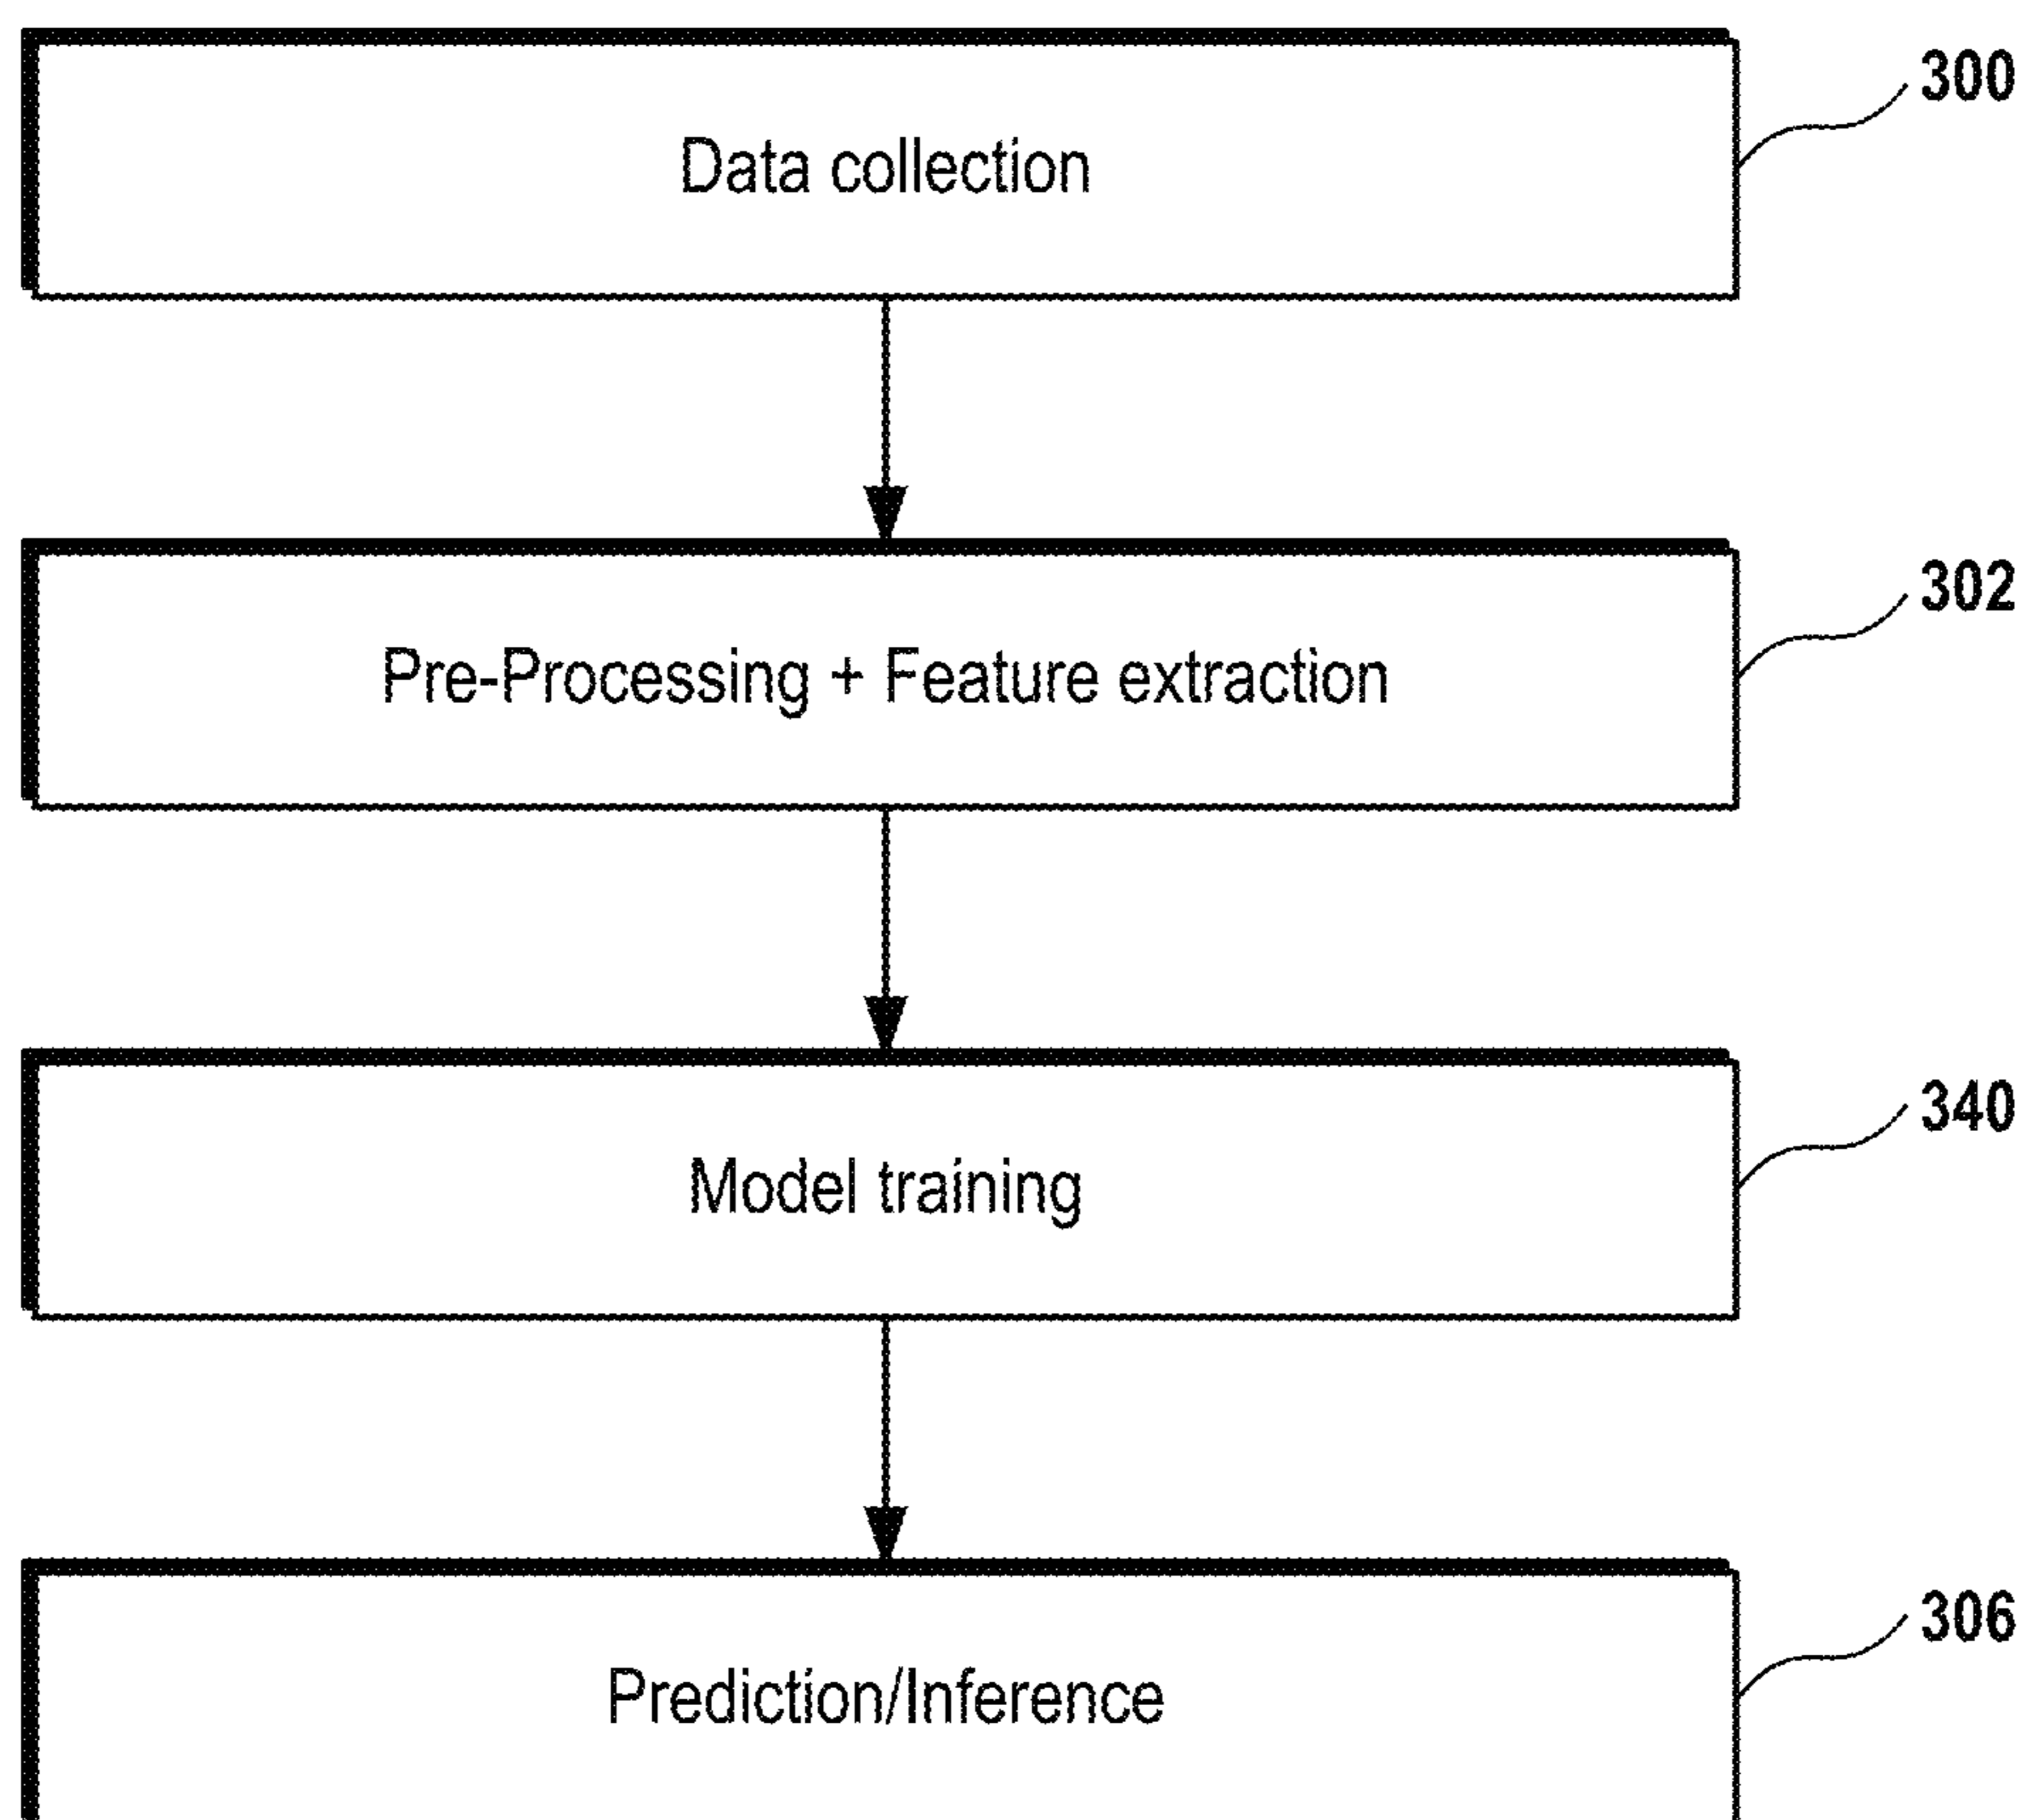 300
Data collection
302
Pre-Processing + Feature extraction
340
Model training
306
Prediction/Inference